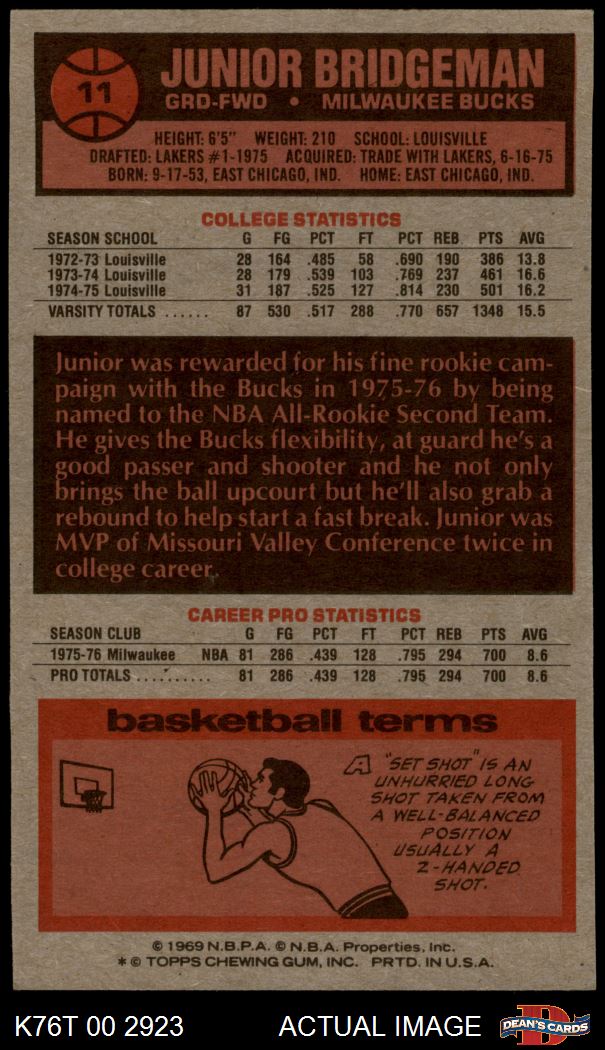 11
JUNIOR BRIDGEMAN
GRD-FWD • MILWAUKEE BUCKS
HEIGHT: 6'5" WEIGHT: 210 SCHOOL: LOUISVILLE
DRAFTED: LAKERS #1-1975 ACQUIRED: TRADE WITH LAKERS, 6-16-75
BORN: 9-17-53, EAST CHICAGO, IND. HOME: EAST CHICAGO, IND.
COLLEGE STATISTICS
SEASON SCHOOL G FG PCT FT PCT REB PTS AVG
1972-73 Louisville 28 164 .485 58 .690 190 386 13.8
1973-74 Louisville 28 179 .539 103 .769 237 461 16.6
1974-75 Louisville 31 187 .525 127 .814 230 501 16.2
VARSITY TOTALS ...... 87 530 .517 288 .770 657 1348 15.5
Junior was rewarded for his fine rookie cam-
paign with the Bucks in 1975-76 by being
named to the NBA All-Rookie Second Team.
He gives the Bucks flexibility, at guard he's a
good passer and shooter and he not only
brings the ball upcourt but he'll also grab a
rebound to help start a fast break. Junior was
MVP of Missouri Valley Conference twice in
college career.
CAREER PRO STATISTICS
SEASON CLUB G FG PCT FT PCT REB PTS AVG
1975-76 Milwaukee NBA 81 286 .439 128 .795 294 700 8.6
PRO TOTALS .......... 81 286 .439 128 .795 294 700 8.6
basketball terms
A "SET SHOT" IS AN
UNHURRIED LONG
SHOT TAKEN FROM
A WELL-BALANCED
POSITION
USUALLY A
2-HANDED
SHOT.
© 1969 N.B.P.A. © N.B.A. Properties, Inc.
* © TOPPS CHEWING GUM, INC. PRTD. IN U.S.A.
K76T 00 2923 ACTUAL IMAGE
D
DEAN'S CARDS